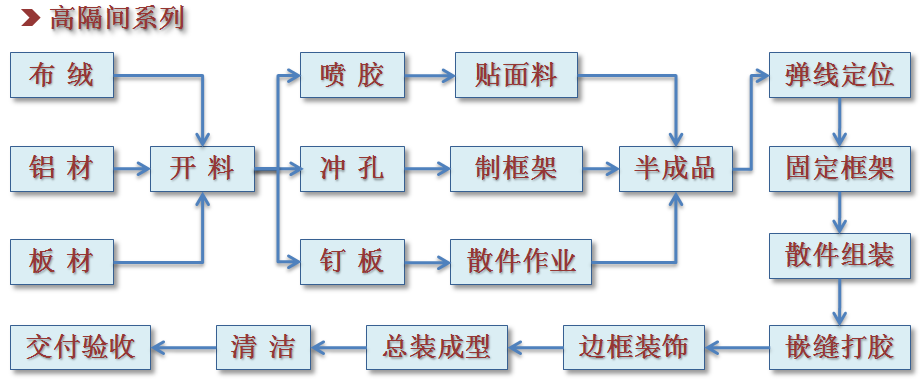 高隔间系列
布 绒
喷 胶
贴面料
弹线定位
铝 材
开 料
冲 孔
制框架
半成品
固定框架
板 材
钉 板
散件作业
散件组装
交付验收
清 洁
总装成型
边框装饰
嵌缝打胶